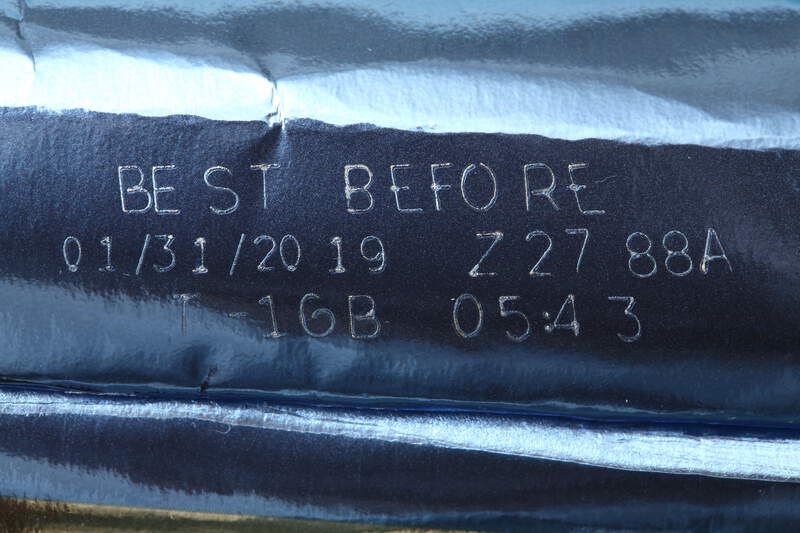 BEST BEFORE
01/31/2019 Z27 88A
T-16B 05:43